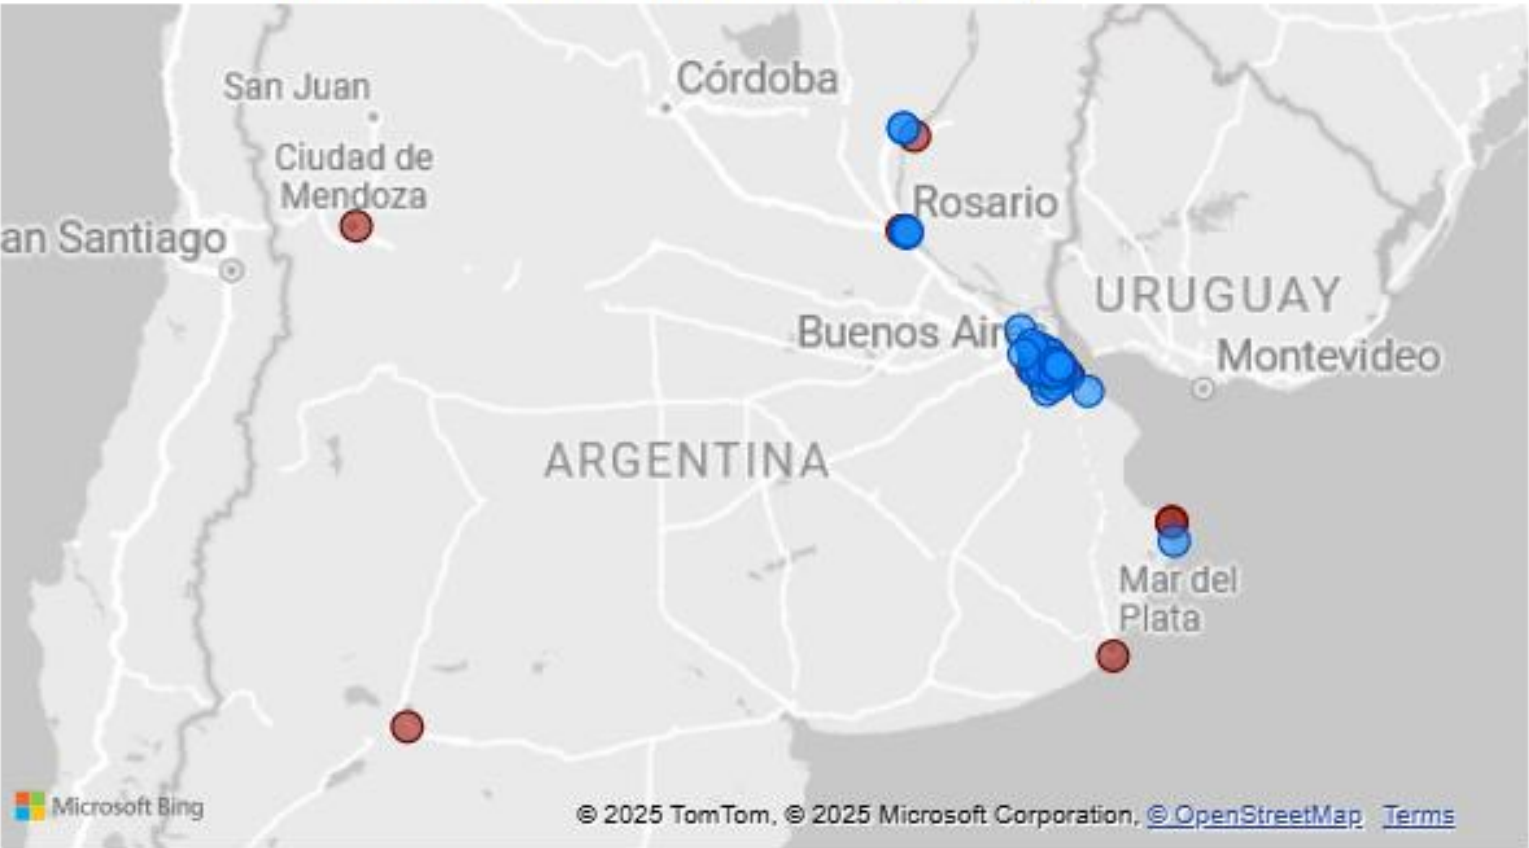 San Juan
Córdoba
Ciudad de
Mendoza
Rosario
an Santiago
URUGUAY
Buenos Air
Montevideo
ARGENTINA
Mar del
Plata
Microsoft Bing
© 2025 TomTom, © 2025 Microsoft Corporation, © OpenStreetMap Terms